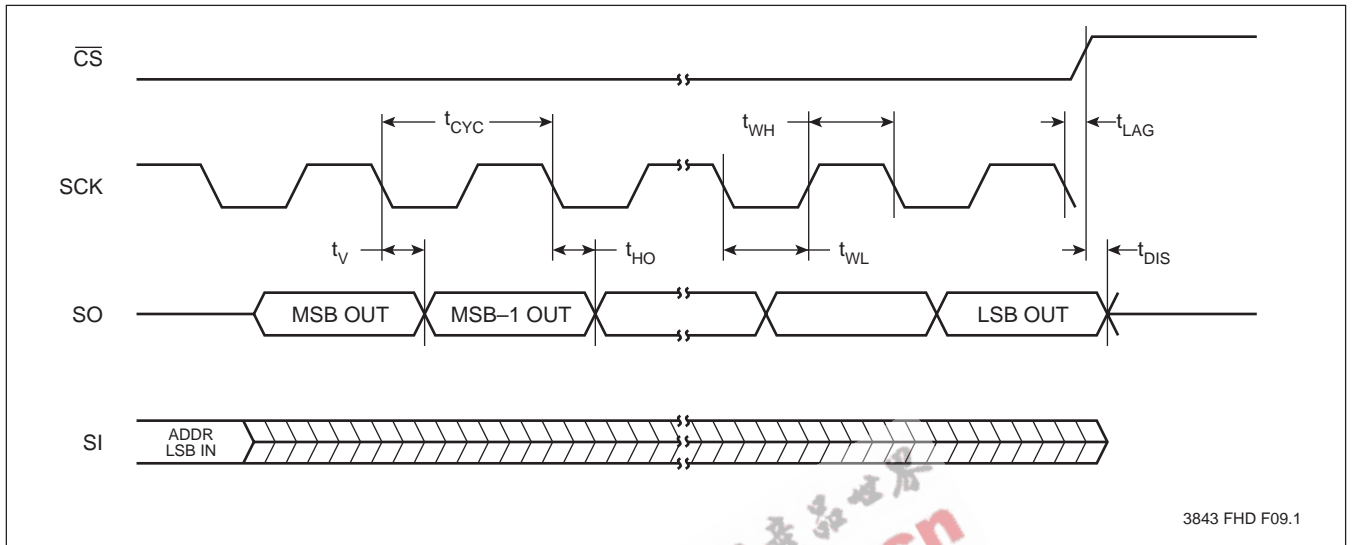 CS
tCYC
tWH
tLAG
SCK
tV
tHO
tWL
tDIS
SO
MSB OUT
MSB–1 OUT
LSB OUT
SI
ADDR
LSB IN
3843 FHD F09.1